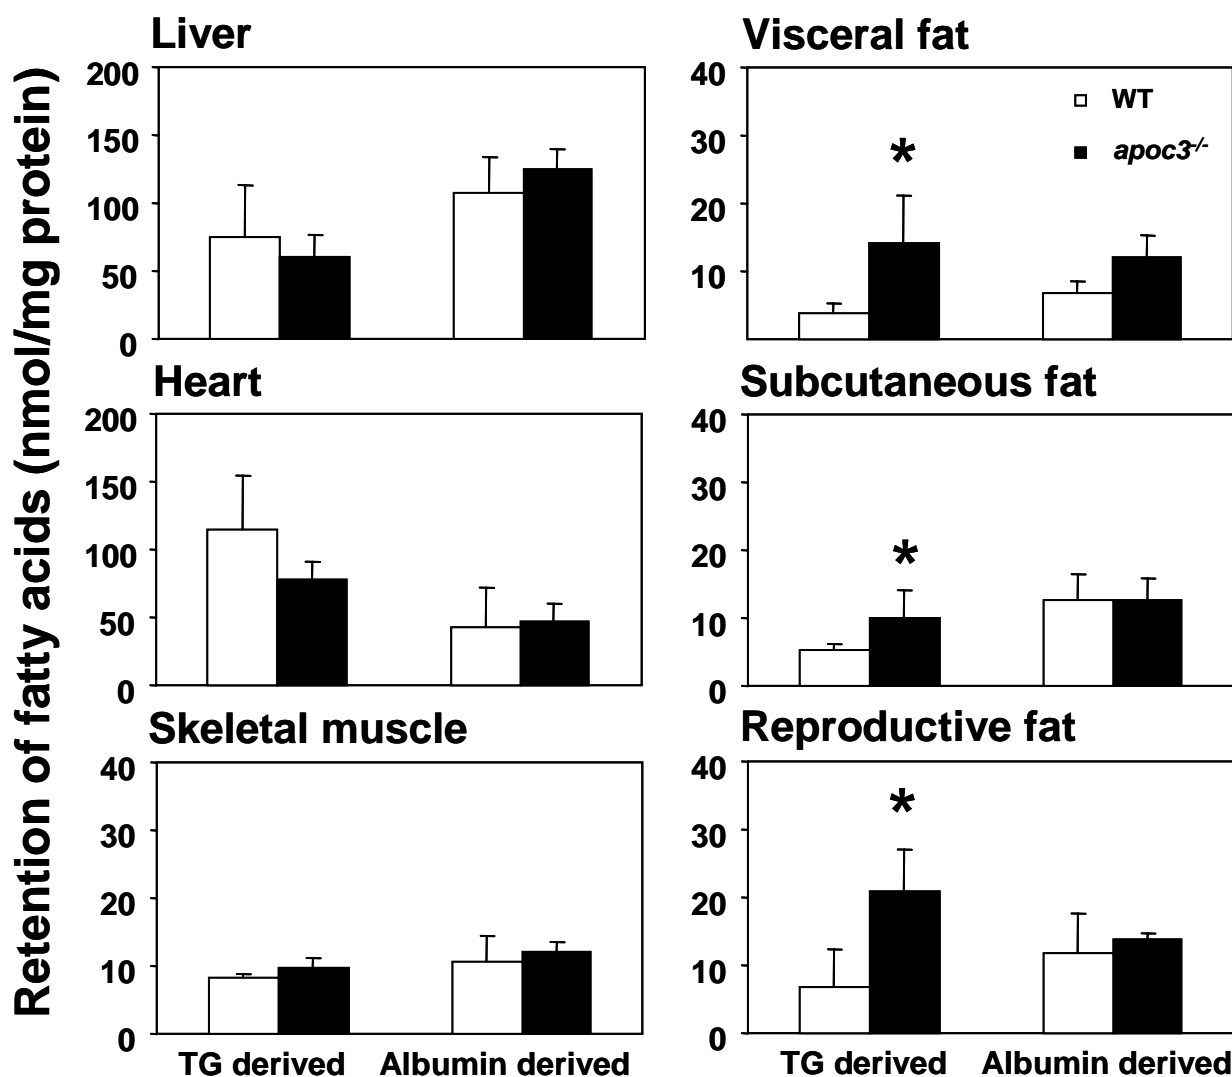 Retention of fatty acids (nmol/mg protein)
Liver
200
150
100
50
0
Visceral fat
40
30
20
10
*
WT
apoc3-/-
Heart
200
150
100
50
0
Subcutaneous fat
40
30
20
10
0
*
Skeletal muscle
40
30
20
10
0
TG derived
Albumin derived
Reproductive fat
40
30
20
10
0
*
TG derived
Albumin derived